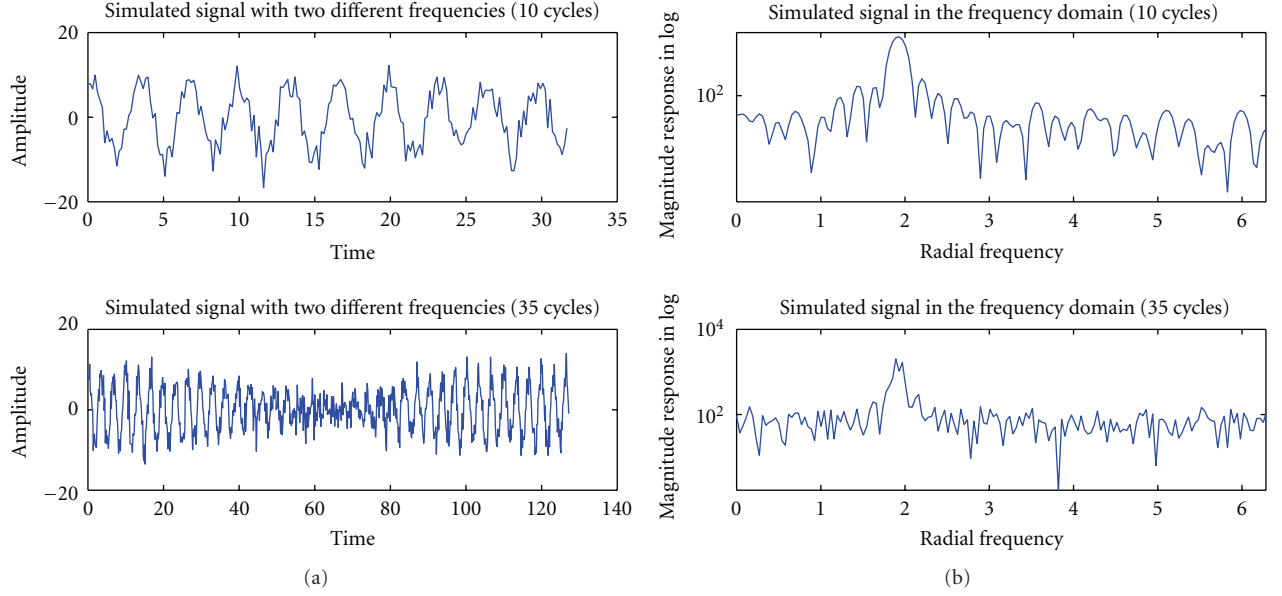 Simulated signal with two different frequencies (10 cycles)
20
0
−20
Amplitude
0 5 10 15 20 25 30 35
Time
Simulated signal in the frequency domain (10 cycles)
10²
Magnitude response in log
0 1 2 3 4 5 6
Radial frequency
Simulated signal with two different frequencies (35 cycles)
20
0
−20
Amplitude
0 20 40 60 80 100 120 140
Time
(a)
Simulated signal in the frequency domain (35 cycles)
10⁴
10²
Magnitude response in log
0 1 2 3 4 5 6
Radial frequency
(b)